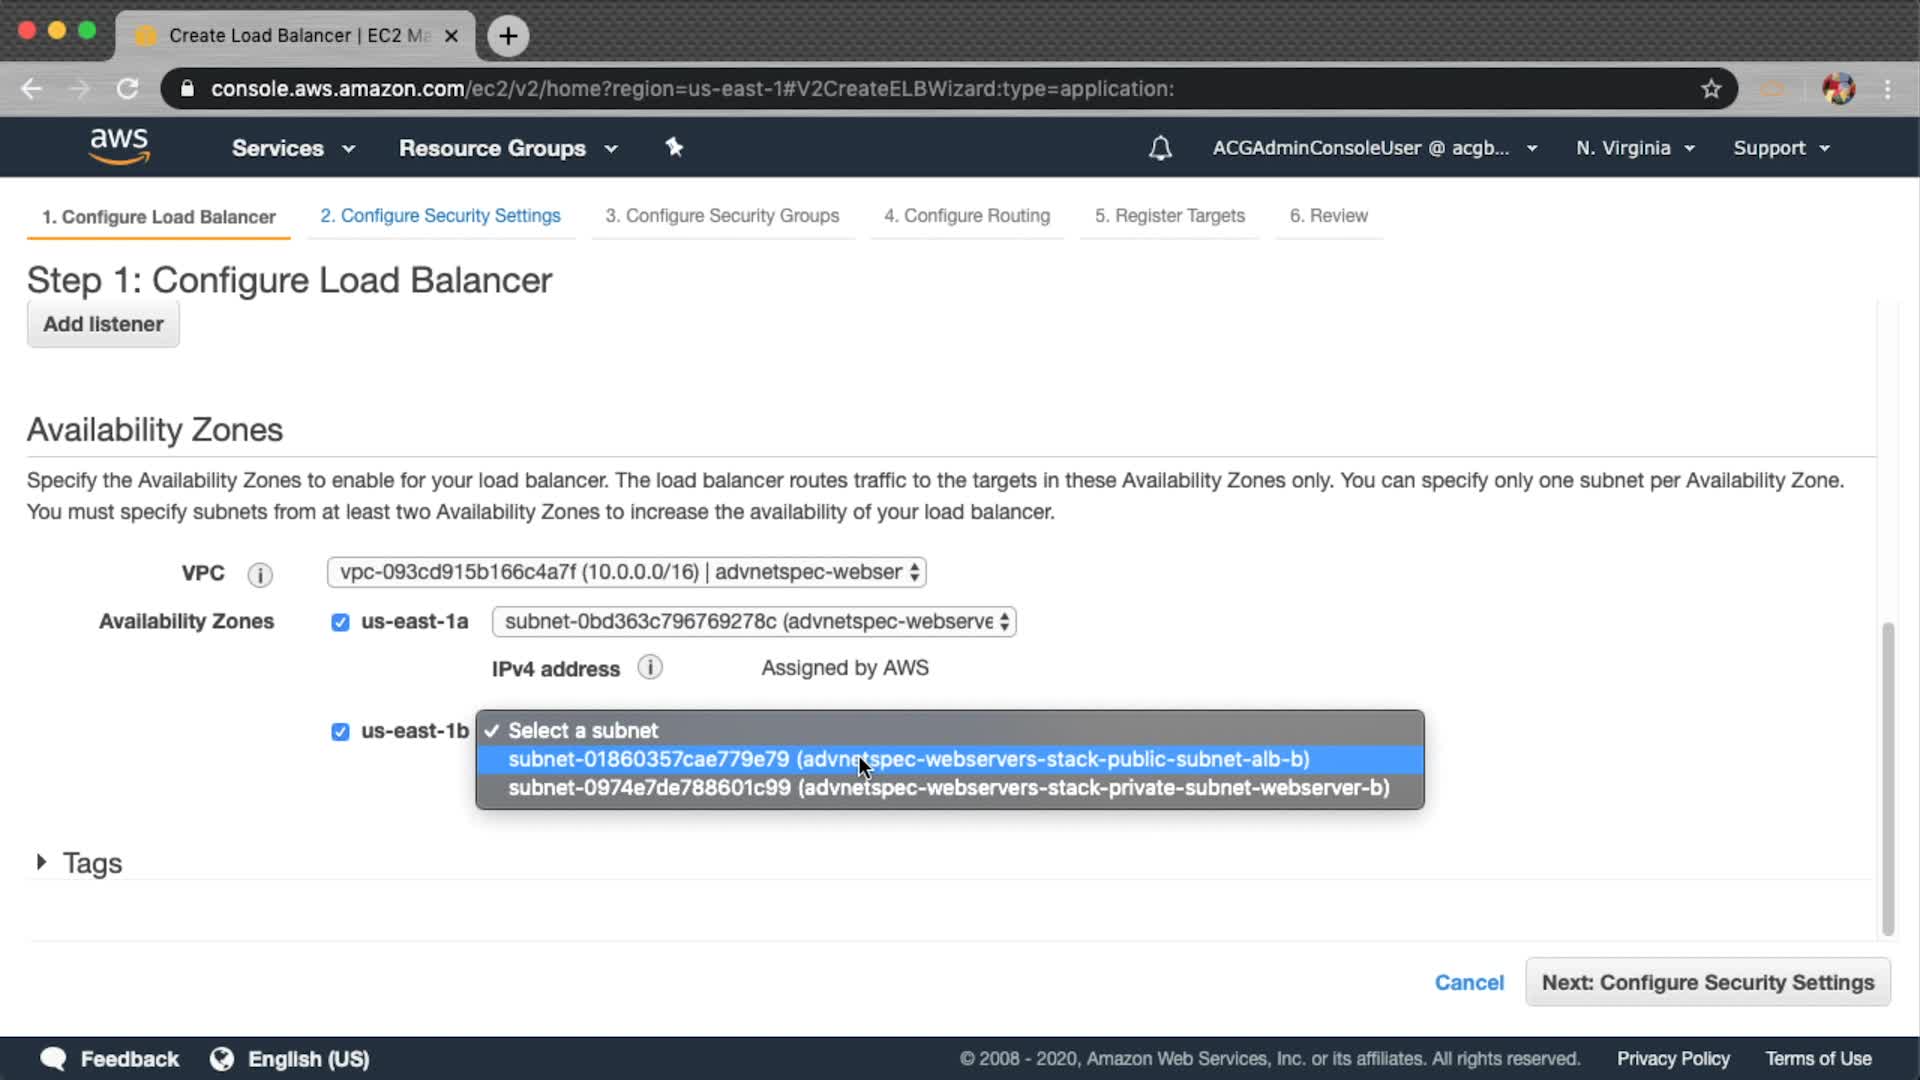 Create Load Balancer | EC2 Ma
console.aws.amazon.com/ec2/v2/home?region=us-east-1#V2CreateELBWizard:type=application:
aws Services Resource Groups ACGAdminConsoleUser @ acgb... N. Virginia Support
1. Configure Load Balancer 2. Configure Security Settings 3. Configure Security Groups 4. Configure Routing 5. Register Targets 6. Review
Step 1: Configure Load Balancer
Add listener
Availability Zones
Specify the Availability Zones to enable for your load balancer. The load balancer routes traffic to the targets in these Availability Zones only. You can specify only one subnet per Availability Zone.
You must specify subnets from at least two Availability Zones to increase the availability of your load balancer.
VPC i vpc-093cd915b166c4a7f (10.0.0.0/16) | advnetspec-webser
Availability Zones us-east-1a subnet-0bd363c796769278c (advnetspec-webserve
IPv4 address i Assigned by AWS
us-east-1b ✓ Select a subnet
subnet-01860357cae779e79 (advnetspec-webservers-stack-public-subnet-alb-b)
subnet-0974e7de788601c99 (advnetspec-webservers-stack-private-subnet-webserver-b)
Tags
Cancel Next: Configure Security Settings
Feedback English (US) © 2008 - 2020, Amazon Web Services, Inc. or its affiliates. All rights reserved. Privacy Policy Terms of Use